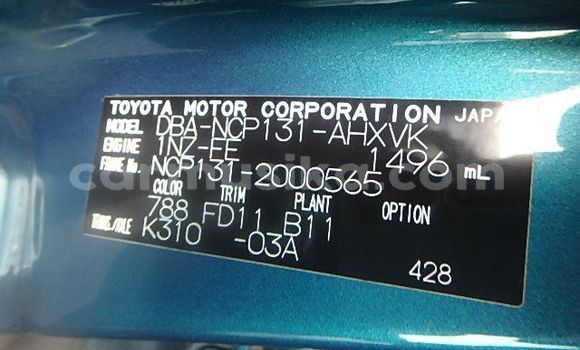 TOYOTA MOTOR CORPORATION JAPAN
MODEL DBA-NCP131-AHXVK
ENGINE 1NZ-FE 1496 mL
FRAME No. NCP131-2000565
COLOR TRIM PLANT OPTION
788 FD11 B11
TRANS./AXLE K310 -03A
428